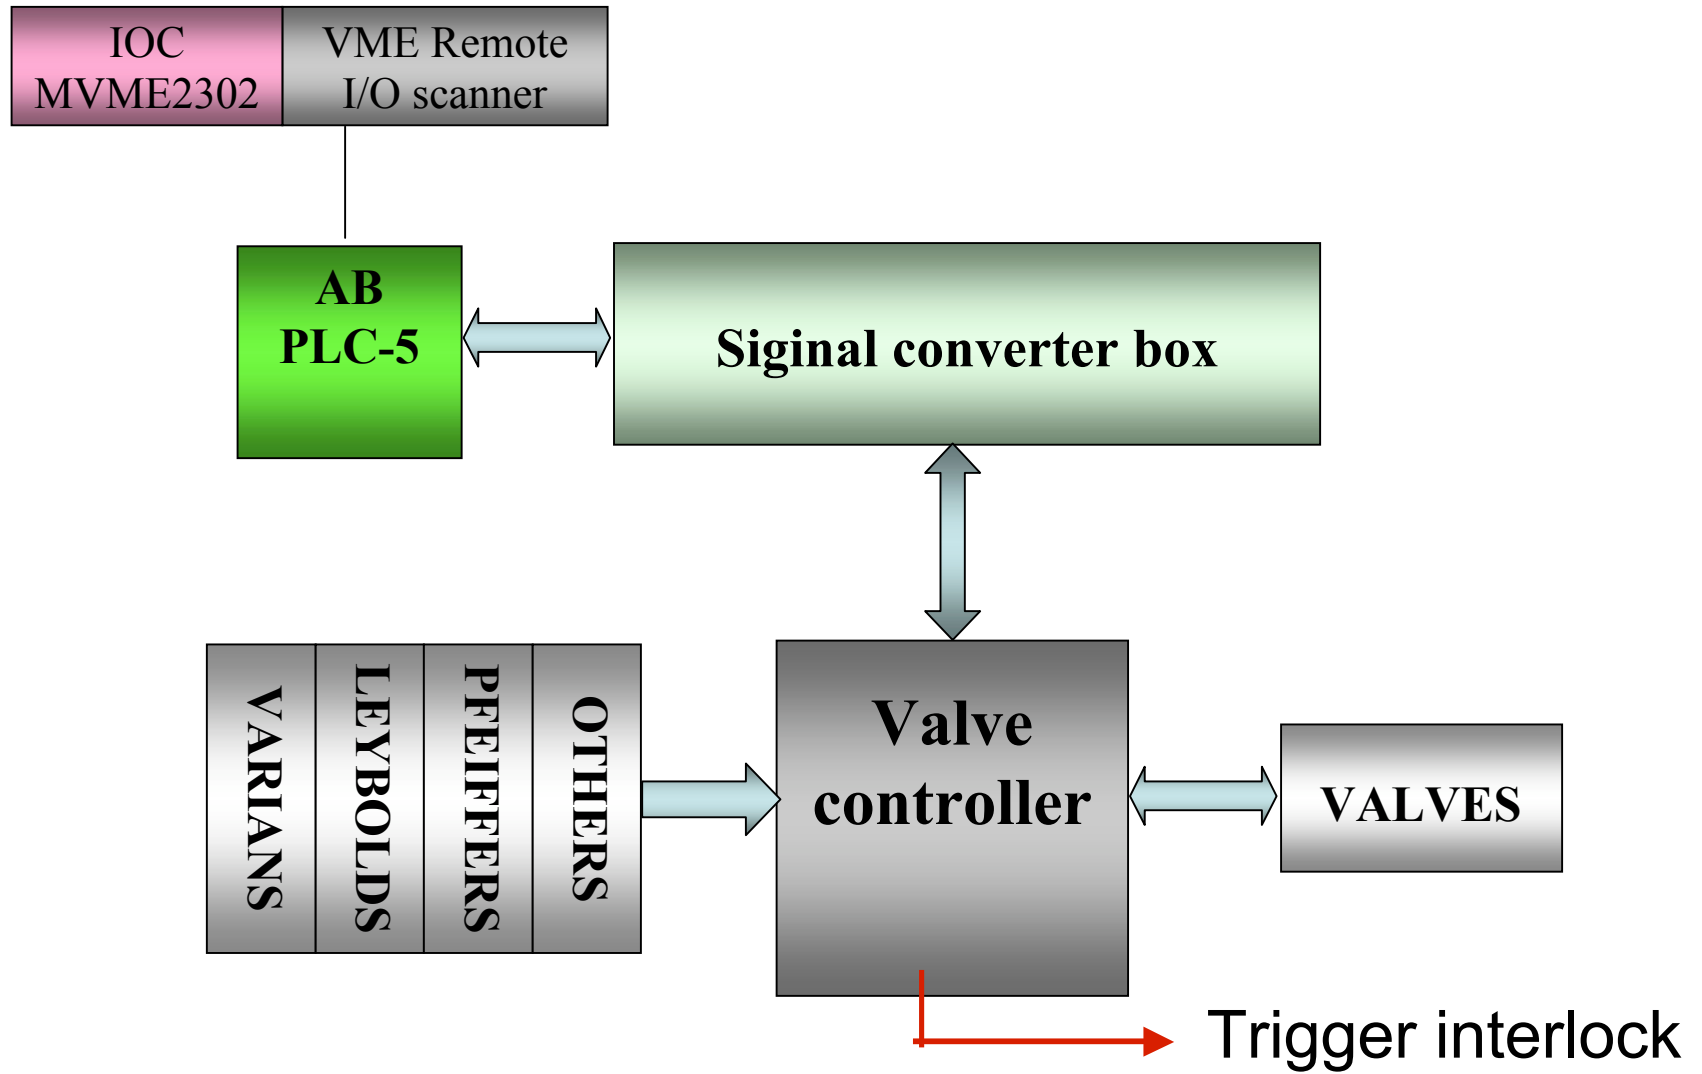 IOC
MVME2302
VME Remote
I/O scanner
AB
PLC-5
Siginal converter box
VARIANS
LEYBOLDS
PFEIFFERS
OTHERS
Valve
controller
VALVES
Trigger interlock